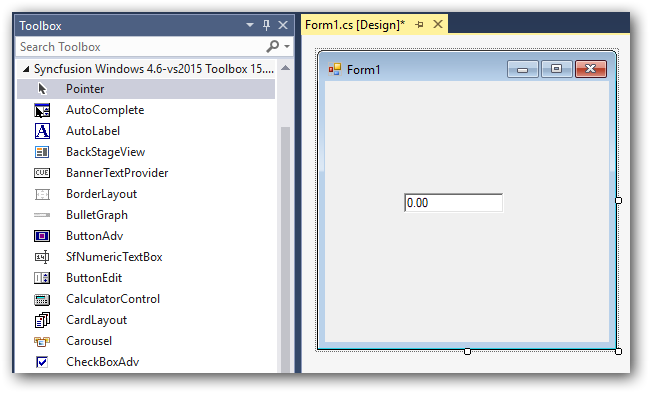 Toolbox
Search Toolbox
Syncfusion Windows 4.6-vs2015 Toolbox 15....
Pointer
AutoComplete
AutoLabel
BackStageView
CUE BannerTextProvider
BorderLayout
BulletGraph
ButtonAdv
SfNumericTextBox
ButtonEdit
CalculatorControl
CardLayout
Carousel
CheckBoxAdv
Form1.cs [Design]*
Form1
0.00